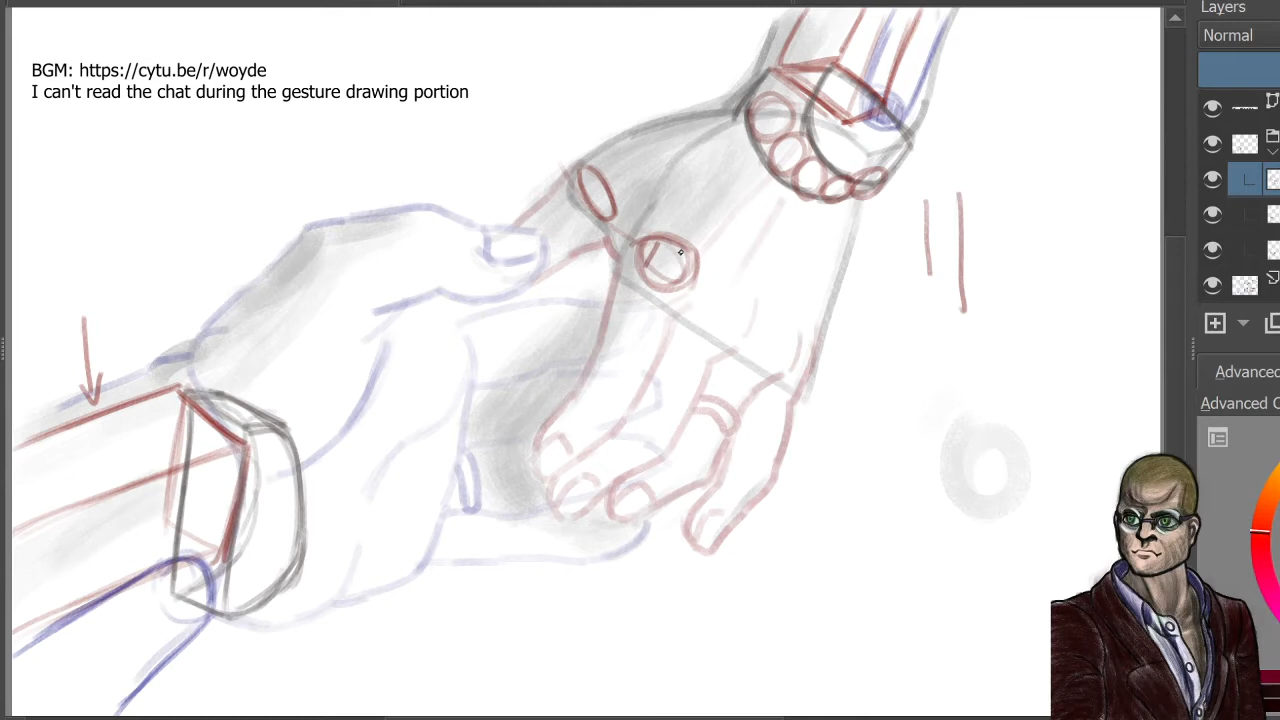 BGM: https://cytu.be/r/woyde
I can't read the chat during the gesture drawing portion
Layers
Normal
Advanced
Advanced C